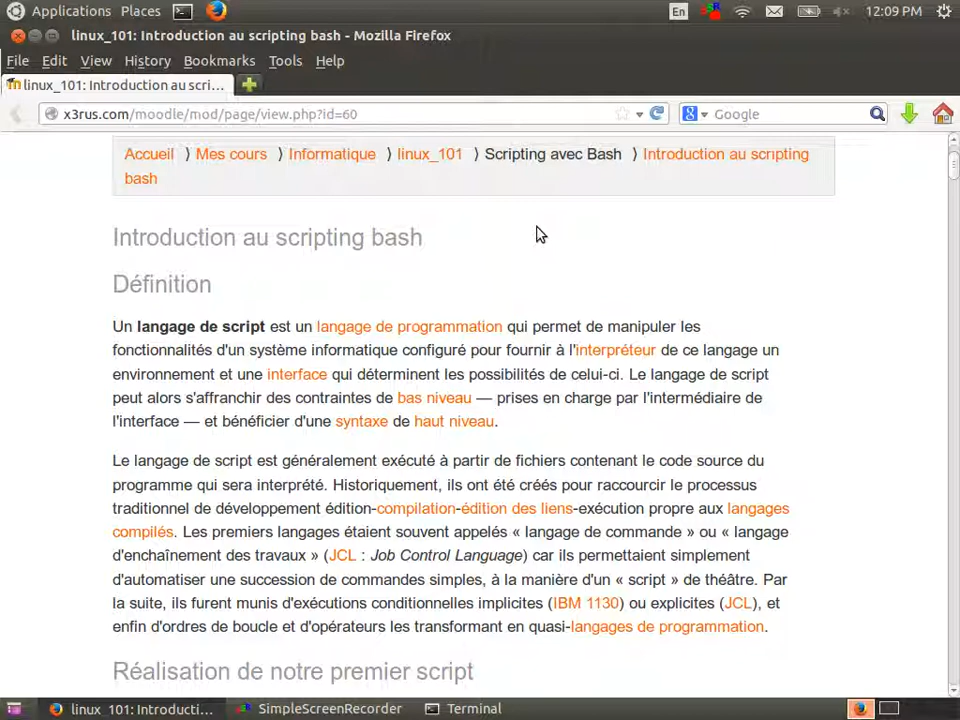 Applications Places En 12:09 PM
linux_101: Introduction au scripting bash - Mozilla Firefox
File Edit View History Bookmarks Tools Help
linux_101: Introduction au scri...
x3rus.com/moodle/mod/page/view.php?id=60 Google
Accueil ⟩ Mes cours ⟩ Informatique ⟩ linux_101 ⟩ Scripting avec Bash ⟩ Introduction au scripting
bash
Introduction au scripting bash
Définition
Un langage de script est un langage de programmation qui permet de manipuler les
fonctionnalités d'un système informatique configuré pour fournir à l'interpréteur de ce langage un
environnement et une interface qui déterminent les possibilités de celui-ci. Le langage de script
peut alors s'affranchir des contraintes de bas niveau — prises en charge par l'intermédiaire de
l'interface — et bénéficier d'une syntaxe de haut niveau.
Le langage de script est généralement exécuté à partir de fichiers contenant le code source du
programme qui sera interprété. Historiquement, ils ont été créés pour raccourcir le processus
traditionnel de développement édition-compilation-édition des liens-exécution propre aux langages
compilés. Les premiers langages étaient souvent appelés « langage de commande » ou « langage
d'enchaînement des travaux » (JCL : Job Control Language) car ils permettaient simplement
d'automatiser une succession de commandes simples, à la manière d'un « script » de théâtre. Par
la suite, ils furent munis d'exécutions conditionnelles implicites (IBM 1130) ou explicites (JCL), et
enfin d'ordres de boucle et d'opérateurs les transformant en quasi-langages de programmation.
Réalisation de notre premier script
linux_101: Introducti... SimpleScreenRecorder Terminal